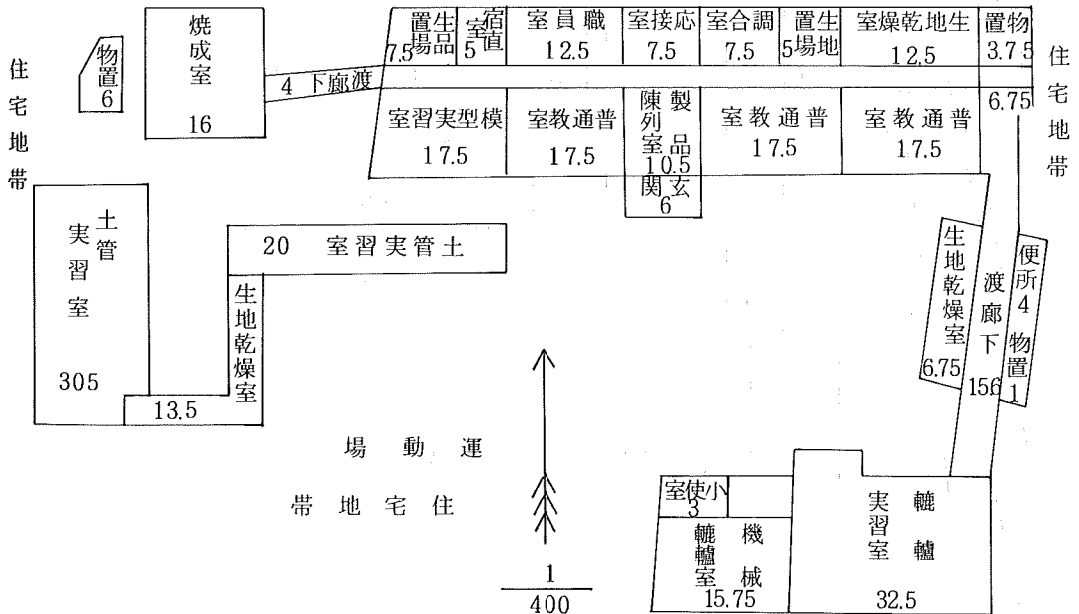 住宅地帯
物置
6
焼成室
16
渡廊下 4
生品置場
7.5
宿直室
5
職員室
12.5
応接室
7.5
調合室
7.5
生地置場
5
生地乾燥室
12.5
物置
3.75
6.75
住宅地帯
模型実習室
17.5
普通教室
17.5
製品陳列室
10.5
玄関
6
普通教室
17.5
普通教室
17.5
土管実習室
305
土管実習室 20
生地乾燥室
13.5
生地乾燥室
6.75
渡廊下
15.6
便所4 物置1
運動場
住宅地帯
1
400
小使室
3
機械轆轤室
15.75
轆轤実習室
32.5